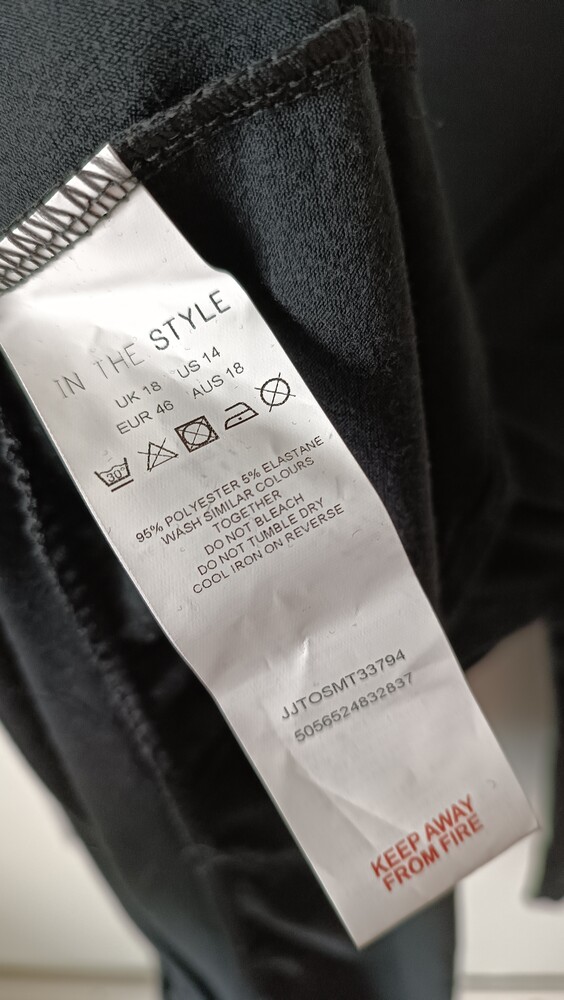 IN THE STYLE
UK 18 US 14
EUR 46 AUS 18
30°
95% POLYESTER 5% ELASTANE
WASH SIMILAR COLOURS
TOGETHER
DO NOT BLEACH
DO NOT TUMBLE DRY
COOL IRON ON REVERSE
JJTOSMT33794
5056524832837
KEEP AWAY
FROM FIRE